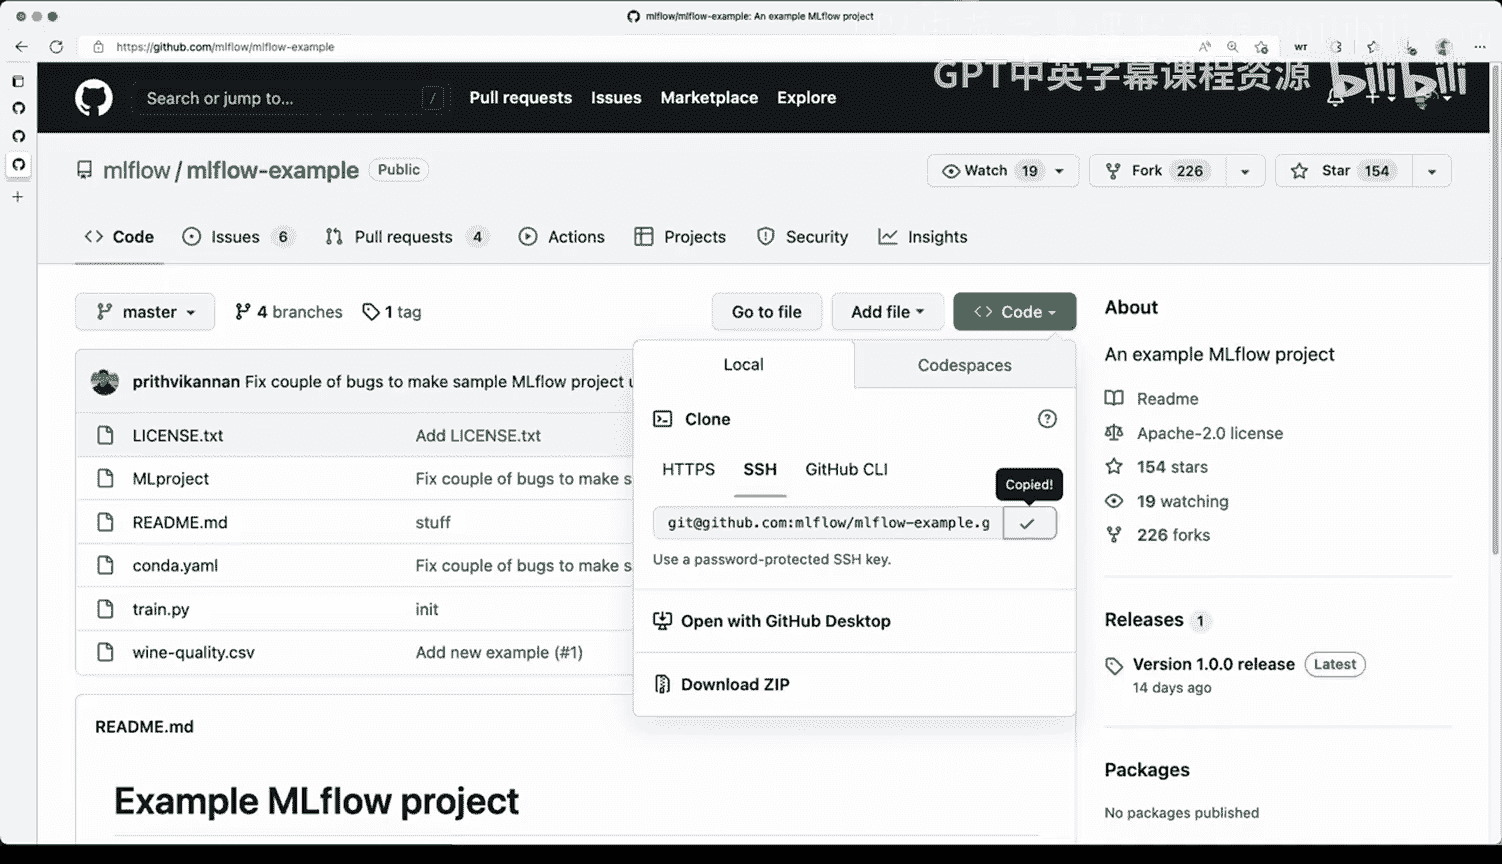 mlflow/mlflow-example: An example MLflow project
https://github.com/mlflow/mlflow-example
WT
GPT中英字幕课程资源
bilibili
Search or jump to...
/
Pull requests
Issues
Marketplace
Explore
mlflow / mlflow-example
Public
Watch 19
Fork 226
Star 154
Code
Issues 6
Pull requests 4
Actions
Projects
Security
Insights
master
4 branches
1 tag
Go to file
Add file
Code
prithvikannan Fix couple of bugs to make sample MLflow project
LICENSE.txt Add LICENSE.txt
MLproject Fix couple of bugs to make s
README.md stuff
conda.yaml Fix couple of bugs to make s
train.py init
wine-quality.csv Add new example (#1)
README.md
Example MLflow project
Local
Codespaces
Clone
HTTPS
SSH
GitHub CLI
Copied!
git@github.com:mlflow/mlflow-example.g
Use a password-protected SSH key.
Open with GitHub Desktop
Download ZIP
About
An example MLflow project
Readme
Apache-2.0 license
154 stars
19 watching
226 forks
Releases 1
Version 1.0.0 release Latest
14 days ago
Packages
No packages published